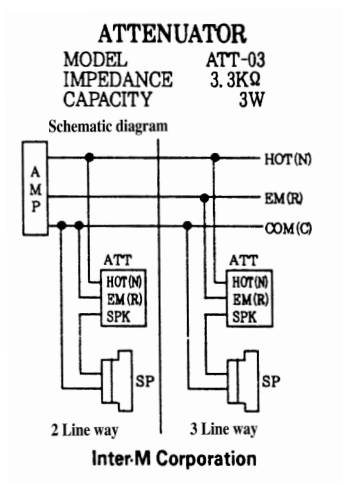 ATTENUATOR
MODEL ATT-03
IMPEDANCE 3.3KΩ
CAPACITY 3W
Schematic diagram
AMP
HOT(N)
EM(R)
COM(C)
ATT
HOT(N)
EM(R)
SPK
SP
ATT
HOT(N)
EM(R)
SPK
SP
2 Line way
3 Line way
Inter-M Corporation